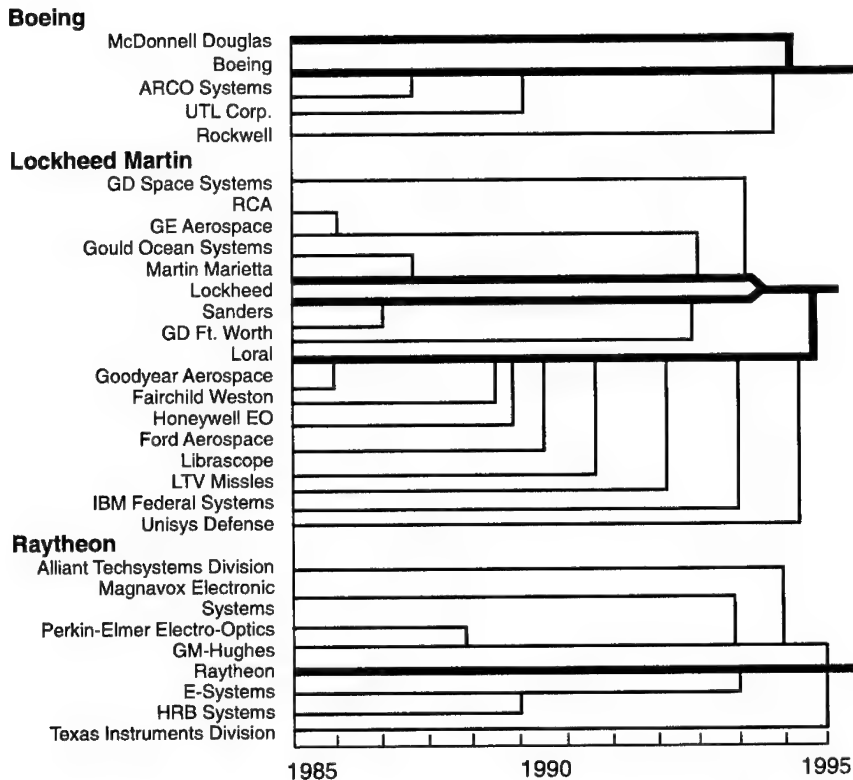 Boeing
McDonnell Douglas
Boeing
ARCO Systems
UTL Corp.
Rockwell
Lockheed Martin
GD Space Systems
RCA
GE Aerospace
Gould Ocean Systems
Martin Marietta
Lockheed
Sanders
GD Ft. Worth
Loral
Goodyear Aerospace
Fairchild Weston
Honeywell EO
Ford Aerospace
Librascope
LTV Missles
IBM Federal Systems
Unisys Defense
Raytheon
Alliant Techsystems Division
Magnavox Electronic
Systems
Perkin-Elmer Electro-Optics
GM-Hughes
Raytheon
E-Systems
HRB Systems
Texas Instruments Division
1985 1990 1995